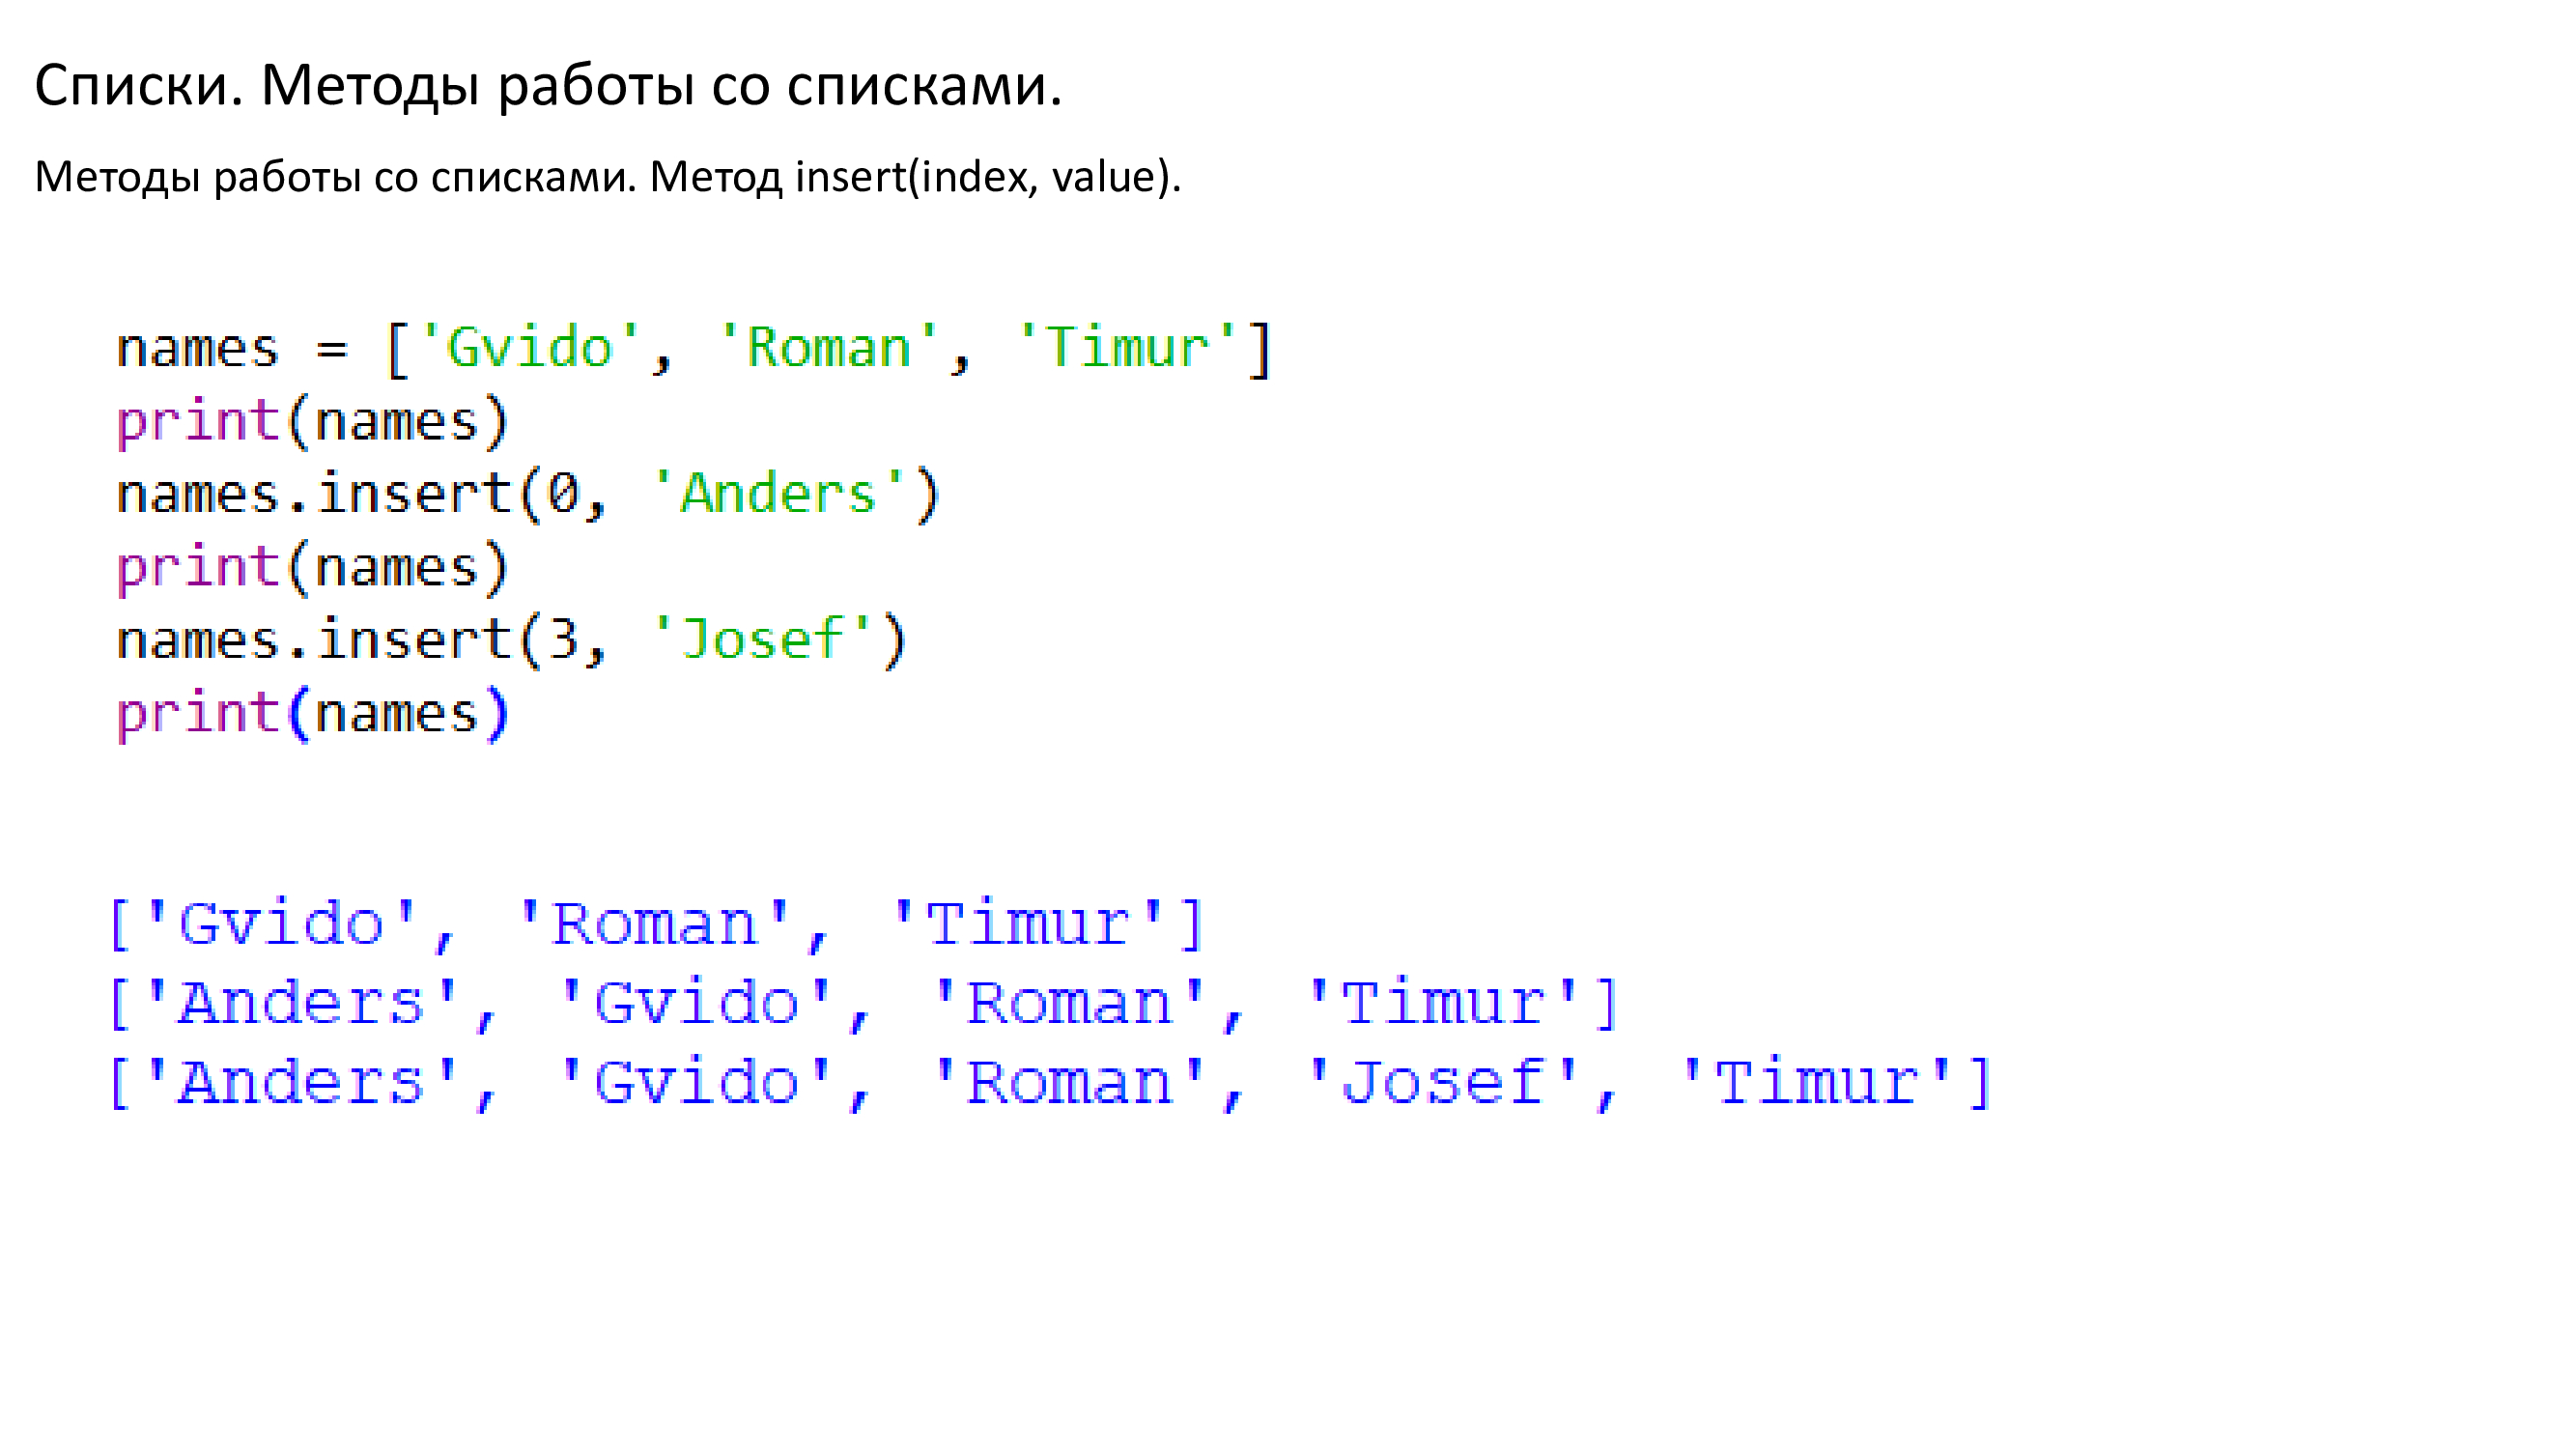 Списки. Методы работы со списками.
Методы работы со списками. Метод insert(index, value).
names = ['Gvido', 'Roman', 'Timur']
print(names)
names.insert(0, 'Anders')
print(names)
names.insert(3, 'Josef')
print(names)
['Gvido', 'Roman', 'Timur']
['Anders', 'Gvido', 'Roman', 'Timur']
['Anders', 'Gvido', 'Roman', 'Josef', 'Timur']